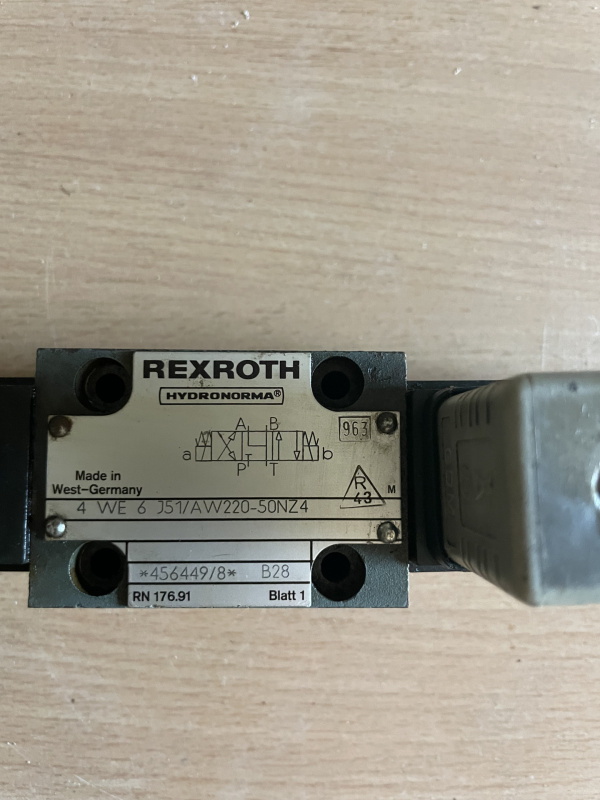 REXROTH
HYDRONORMA®
963
A B
a b
P T
Made in
West-Germany
R
43
M
4 WE 6 J51/AW220-50NZ4
*456449/8* B28
RN 176.91 Blatt 1